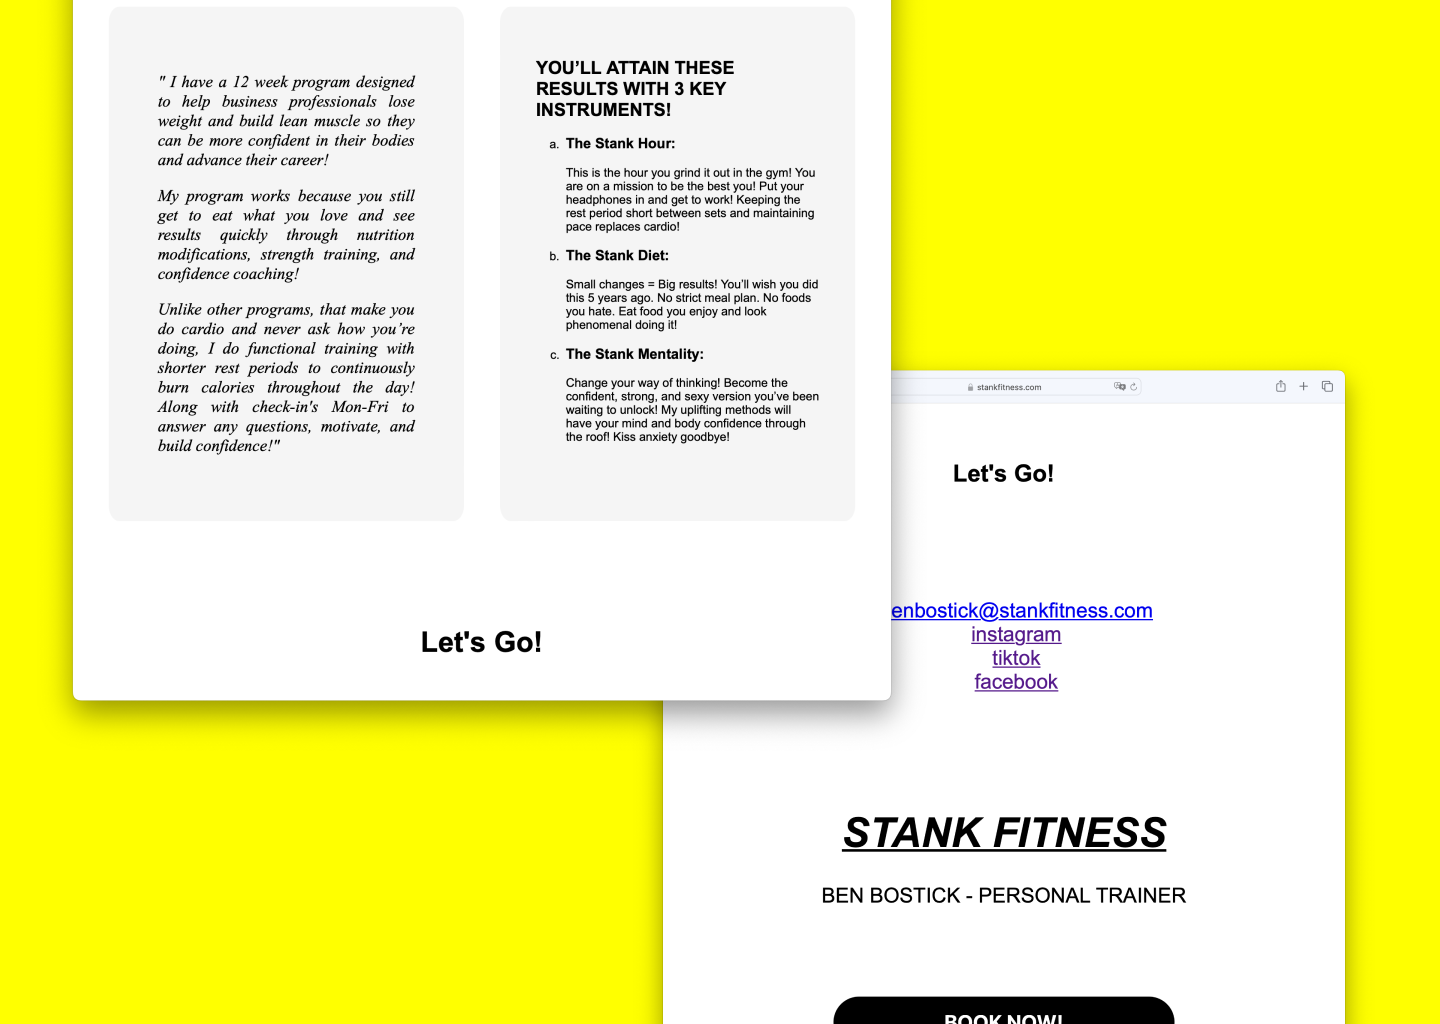 " I have a 12 week program designed
to help business professionals lose
weight and build lean muscle so they
can be more confident in their bodies
and advance their career!
My program works because you still
get to eat what you love and see
results quickly through nutrition
modifications, strength training, and
confidence coaching!
Unlike other programs, that make you
do cardio and never ask how you’re
doing, I do functional training with
shorter rest periods to continuously
burn calories throughout the day!
Along with check-in's Mon-Fri to
answer any questions, motivate, and
build confidence!"
YOU’LL ATTAIN THESE
RESULTS WITH 3 KEY
INSTRUMENTS!
a. The Stank Hour:
This is the hour you grind it out in the gym! You
are on a mission to be the best you! Put your
headphones in and get to work! Keeping the
rest period short between sets and maintaining
pace replaces cardio!
b. The Stank Diet:
Small changes = Big results! You’ll wish you did
this 5 years ago. No strict meal plan. No foods
you hate. Eat food you enjoy and look
phenomenal doing it!
c. The Stank Mentality:
Change your way of thinking! Become the
confident, strong, and sexy version you’ve been
waiting to unlock! My uplifting methods will
have your mind and body confidence through
the roof! Kiss anxiety goodbye!
Let's Go!
stankfitness.com
Let's Go!
enbostick@stankfitness.com
instagram
tiktok
facebook
STANK FITNESS
BEN BOSTICK - PERSONAL TRAINER
BOOK NOW!